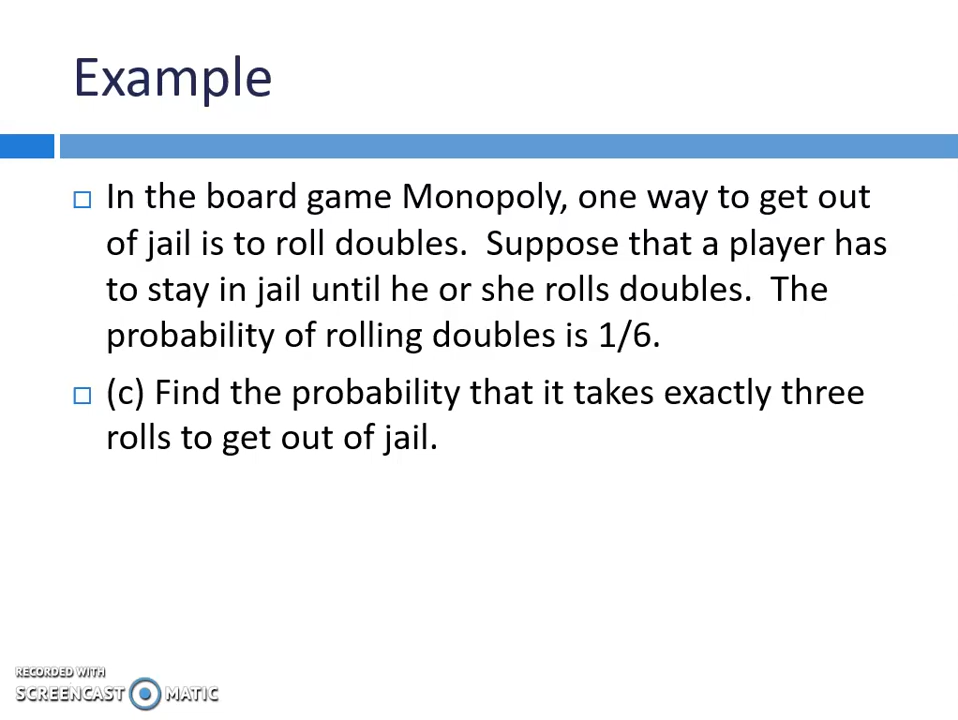 Example
In the board game Monopoly, one way to get out
of jail is to roll doubles.  Suppose that a player has
to stay in jail until he or she rolls doubles.  The
probability of rolling doubles is 1/6.
(c) Find the probability that it takes exactly three
rolls to get out of jail.
RECORDED WITH
SCREENCAST MATIC